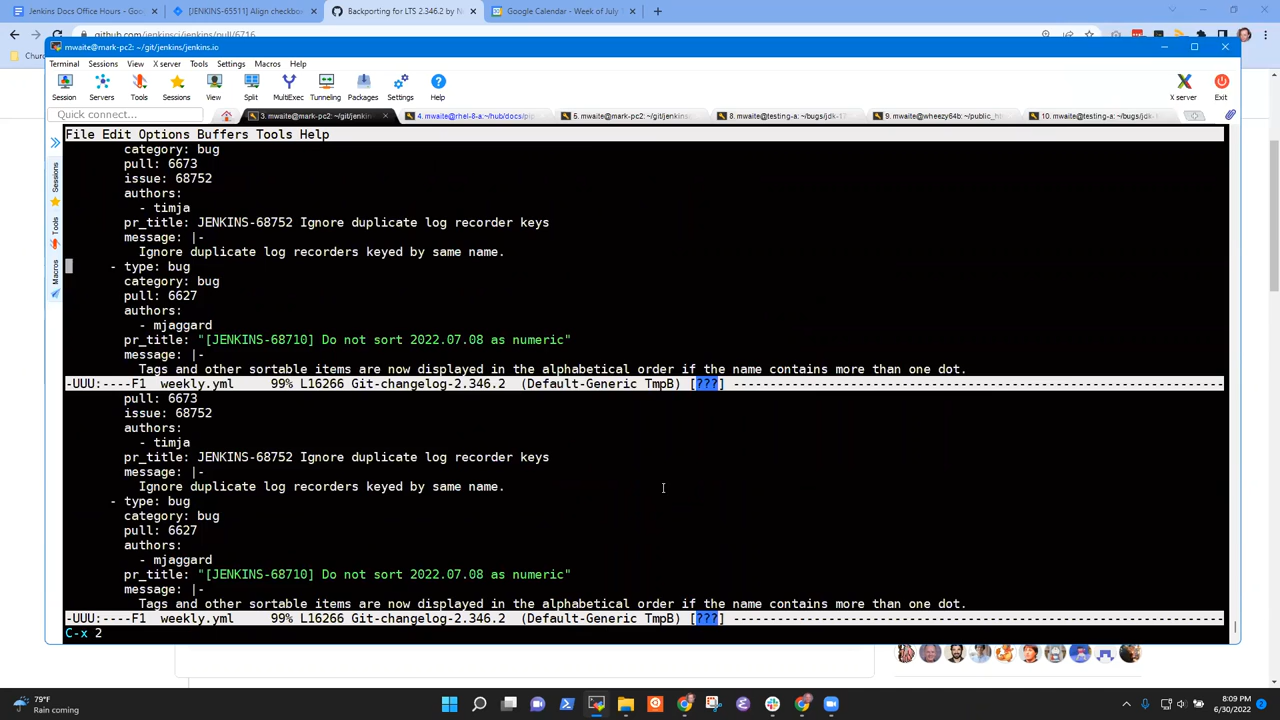 Jenkins Docs Office Hours -
[JENKINS-65511] Align checkbox
Backporting for LTS 2.346.2 by N
Google Calendar - Week of July
github.com/jenkinsci/jenkins/pull/6716
mwaite@mark-pc2: ~/git/jenkins/jenkins.io
Terminal Sessions View X server Tools Settings Macros Help
Session Servers Tools Sessions View Split MultiExec Tunneling Packages Settings Help
X server Exit
Quick connect...
3. mwaite@mark-pc2: ~/git/jenkin
4. mwaite@rhel-8-a:~/hub/docs/pip
5. mwaite@mark-pc2: ~/git/jenkins
8. mwaite@testing-a: ~/bugs/jdk-17
9. mwaite@wheezy64b: ~/public_ht
10. mwaite@testing-a: ~/bugs/jdk-1
File Edit Options Buffers Tools Help
Sessions
Tools
Macros
category: bug
pull: 6673
issue: 68752
authors:
- timja
pr_title: JENKINS-68752 Ignore duplicate log recorder keys
message: |-
Ignore duplicate log recorders keyed by same name.
- type: bug
category: bug
pull: 6627
authors:
- mjaggard
pr_title: "[JENKINS-68710] Do not sort 2022.07.08 as numeric"
message: |-
Tags and other sortable items are now displayed in the alphabetical order if the name contains more than one dot.
-UUU:----F1 weekly.yml 99% L16266 Git-changelog-2.346.2 (Default-Generic TmpB) [???] --------------------------------------------------------------------
pull: 6673
issue: 68752
authors:
- timja
pr_title: JENKINS-68752 Ignore duplicate log recorder keys
message: |-
Ignore duplicate log recorders keyed by same name.
- type: bug
category: bug
pull: 6627
authors:
- mjaggard
pr_title: "[JENKINS-68710] Do not sort 2022.07.08 as numeric"
message: |-
Tags and other sortable items are now displayed in the alphabetical order if the name contains more than one dot.
-UUU:----F1 weekly.yml 99% L16266 Git-changelog-2.346.2 (Default-Generic TmpB) [???] --------------------------------------------------------------------
C-x 2
79°F
Rain coming
8:09 PM
6/30/2022